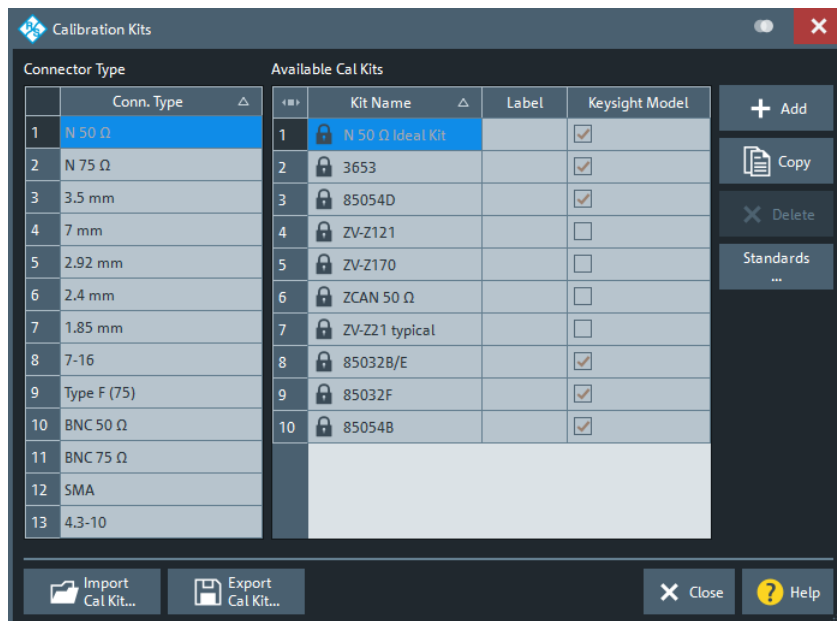 R&S Calibration Kits
Connector Type
Available Cal Kits
Conn. Type
1 N 50 Ω
2 N 75 Ω
3 3.5 mm
4 7 mm
5 2.92 mm
6 2.4 mm
7 1.85 mm
8 7-16
9 Type F (75)
10 BNC 50 Ω
11 BNC 75 Ω
12 SMA
13 4.3-10
Kit Name Label Keysight Model
1 N 50 Ω Ideal Kit
2 3653
3 85054D
4 ZV-Z121
5 ZV-Z170
6 ZCAN 50 Ω
7 ZV-Z21 typical
8 85032B/E
9 85032F
10 85054B
Add
Copy
Delete
Standards
...
Import
Cal Kit...
Export
Cal Kit...
Close
? Help